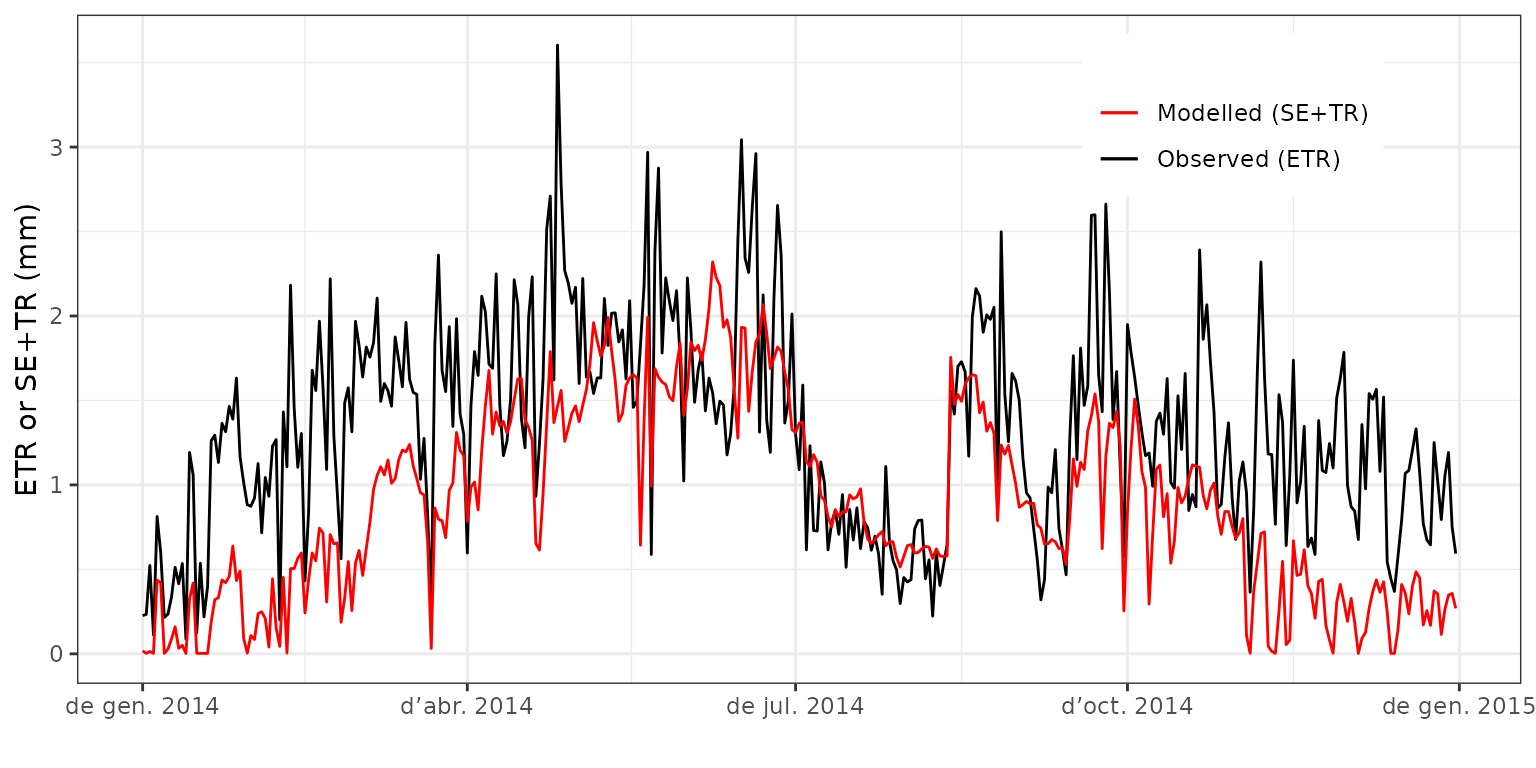 ETR or SE+TR (mm)
3
2
1
0
Modelled (SE+TR)
Observed (ETR)
de gen. 2014
d’abr. 2014
de jul. 2014
d’oct. 2014
de gen. 2015